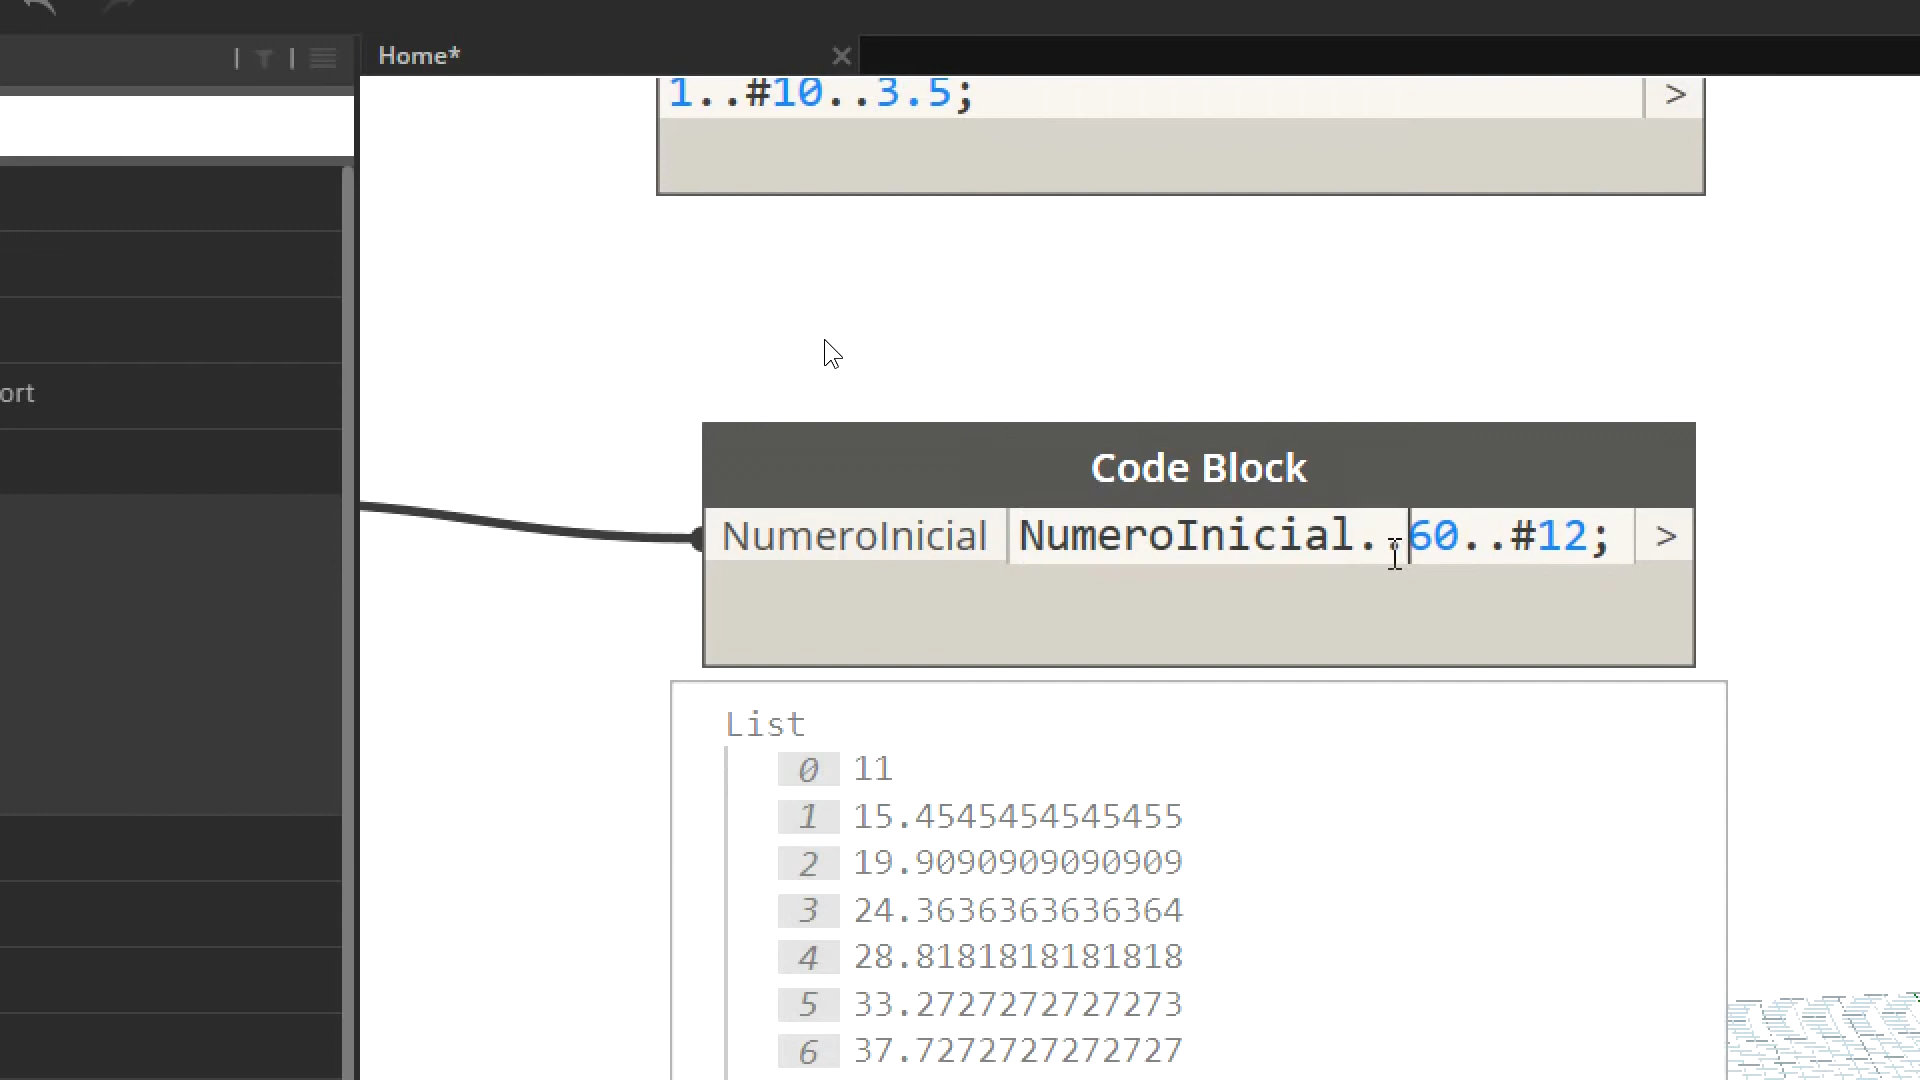 Home*
1..#10..3.5;
>
ort
Code Block
NumeroInicial
NumeroInicial..60..#12;
>
List
0 11
1 15.4545454545455
2 19.9090909090909
3 24.3636363636364
4 28.8181818181818
5 33.2727272727273
6 37.7272727272727